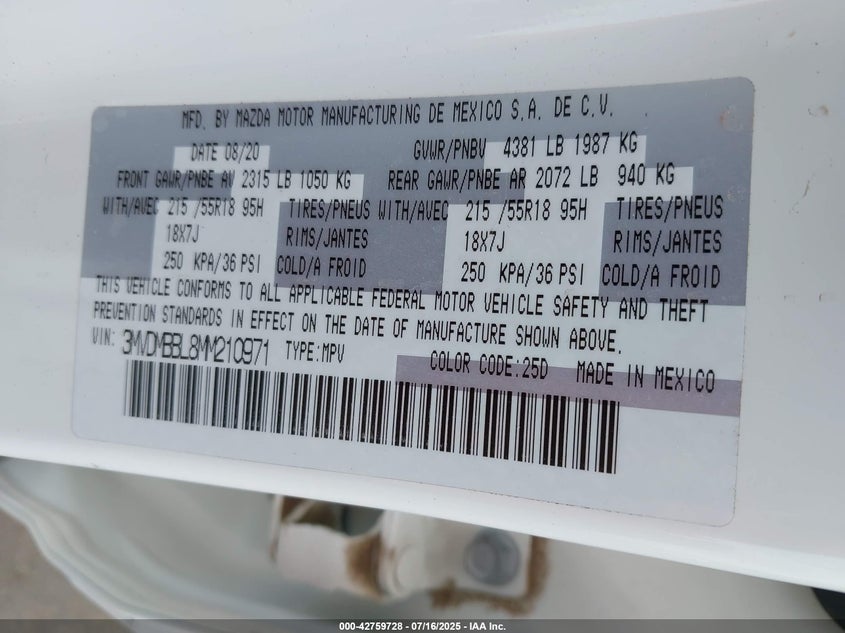 MFD. BY MAZDA MOTOR MANUFACTURING DE MEXICO S.A. DE C.V.
DATE 08/20 GVWR/PNBV 4381 LB 1987 KG
FRONT GAWR/PNBE AV 2315 LB 1050 KG REAR GAWR/PNBE AR 2072 LB 940 KG
WITH/AVEC 215 /55R18 95H TIRES/PNEUS WITH/AVEC 215 /55R18 95H TIRES/PNEUS
18X7J RIMS/JANTES 18X7J RIMS/JANTES
250 KPA/36 PSI COLD/A FROID 250 KPA/36 PSI COLD/A FROID
THIS VEHICLE CONFORMS TO ALL APPLICABLE FEDERAL MOTOR VEHICLE SAFETY AND THEFT
PREVENTION STANDARDS IN EFFECT ON THE DATE OF MANUFACTURE SHOWN ABOVE.
VIN: 3MVDMBBL8MM210971 TYPE:MPV COLOR CODE:25D MADE IN MEXICO
000-42759728 - 07/16/2025 - IAA Inc.